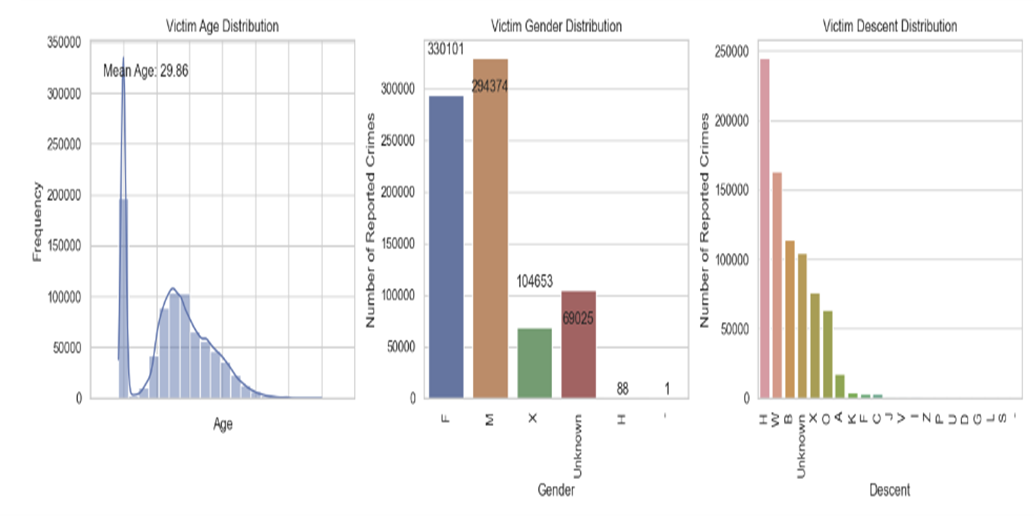 Victim Age Distribution
350000
300000
250000
200000
150000
100000
50000
0
Frequency
Mean Age: 29.86
Age
Victim Gender Distribution
300000
250000
200000
150000
100000
50000
0
Number of Reported Crimes
330101
294374
104653
69025
88
1
F
M
X
Unknown
H
-
Gender
Victim Descent Distribution
250000
200000
150000
100000
50000
0
Number of Reported Crimes
H
W
B
Unknown
X
O
A
K
F
C
J
V
I
Z
P
U
D
G
L
S
-
Descent